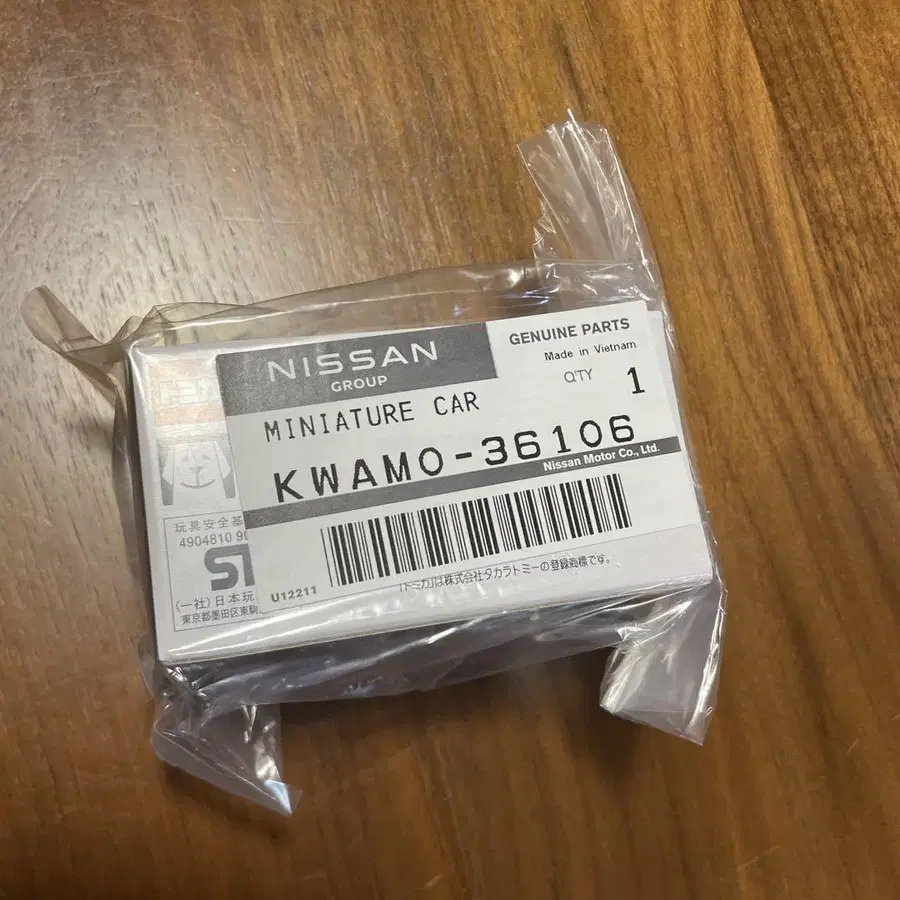 NISSAN
GROUP
GENUINE PARTS
Made in Vietnam
Q'TY 1
MINIATURE CAR
KWAM0-36106
Nissan Motor Co., Ltd.
U12211
「トミカ」は株式会社タカラトミーの登録商標です。
玩具安全基
4904810 90
ST
(一社)日本玩
東京都墨田区東駒